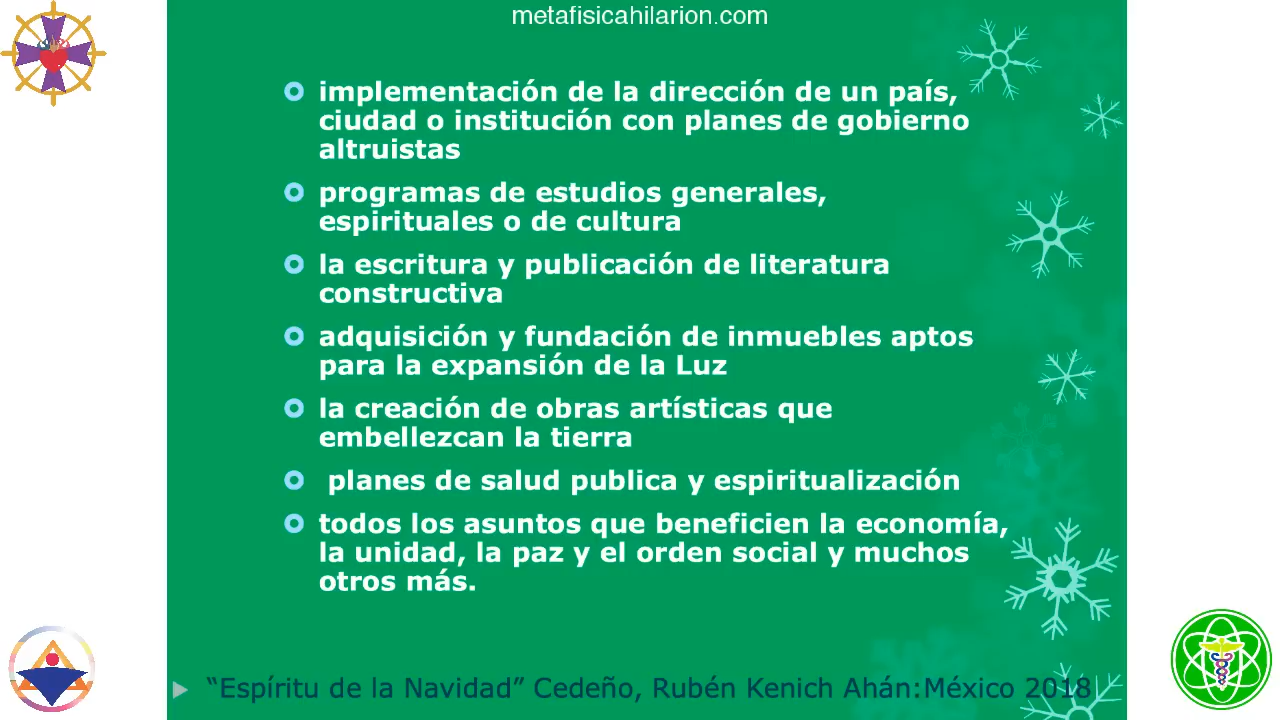 metafisicahilarion.com
implementación de la dirección de un país,
ciudad o institución con planes de gobierno
altruistas
programas de estudios generales,
espirituales o de cultura
la escritura y publicación de literatura
constructiva
adquisición y fundación de inmuebles aptos
para la expansión de la Luz
la creación de obras artísticas que
embellezcan la tierra
planes de salud publica y espiritualización
todos los asuntos que beneficien la economía,
la unidad, la paz y el orden social y muchos
otros más.
“Espíritu de la Navidad” Cedeño, Rubén Kenich Ahán:México 2018